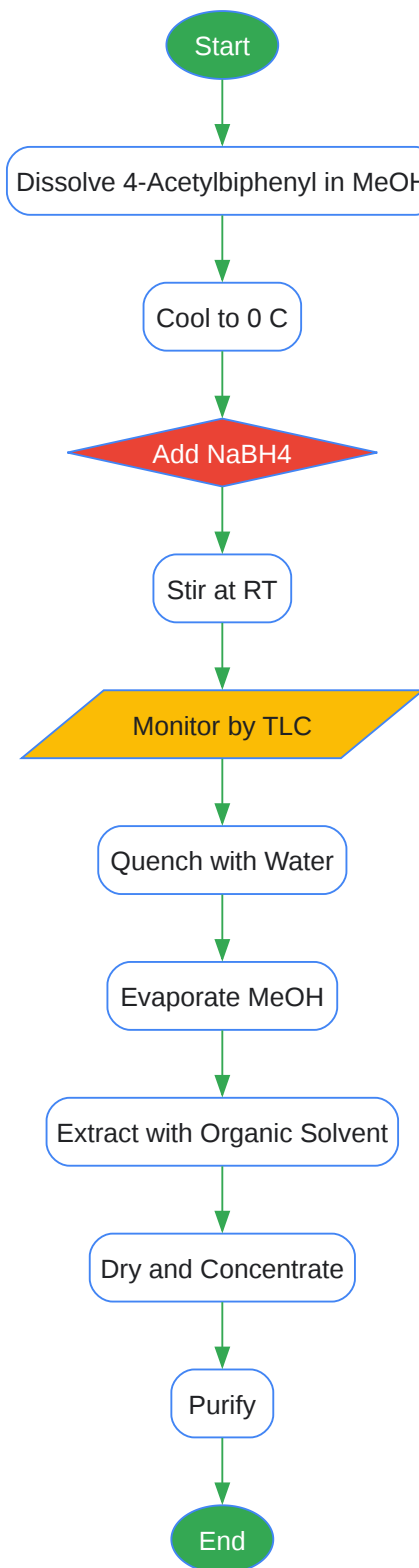 Start
Dissolve 4-Acetylbiphenyl in MeOH
Cool to 0 C
Add NaBH4
Stir at RT
Monitor by TLC
Quench with Water
Evaporate MeOH
Extract with Organic Solvent
Dry and Concentrate
Purify
End